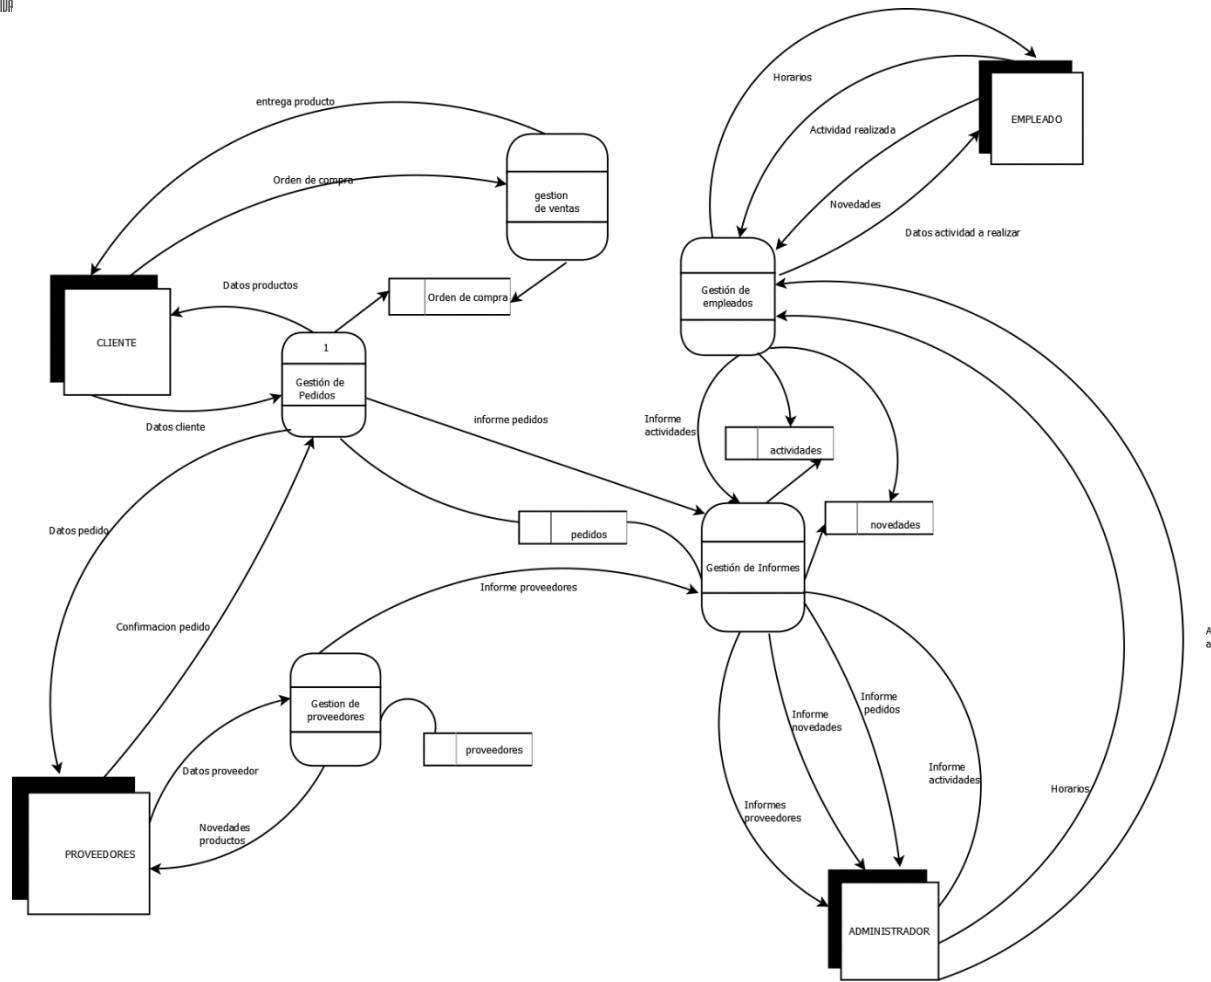 Horarios
EMPLEADO
entrega producto
Actividad realizada
Orden de compra
gestion
de ventas
Novedades
Datos actividad a realizar
Datos productos
Orden de compra
Gestión de
empleados
CLIENTE
1
Gestión de
Pedidos
Datos cliente
informe pedidos
Informe
actividades
actividades
novedades
Datos pedido
pedidos
Gestión de Informes
Informe proveedores
Confirmacion pedido
A
a
Gestion de
proveedores
proveedores
Informe
pedidos
Informe
novedades
Datos proveedor
Informe
actividades
Horarios
Novedades
productos
Informes
proveedores
PROVEEDORES
ADMINISTRADOR